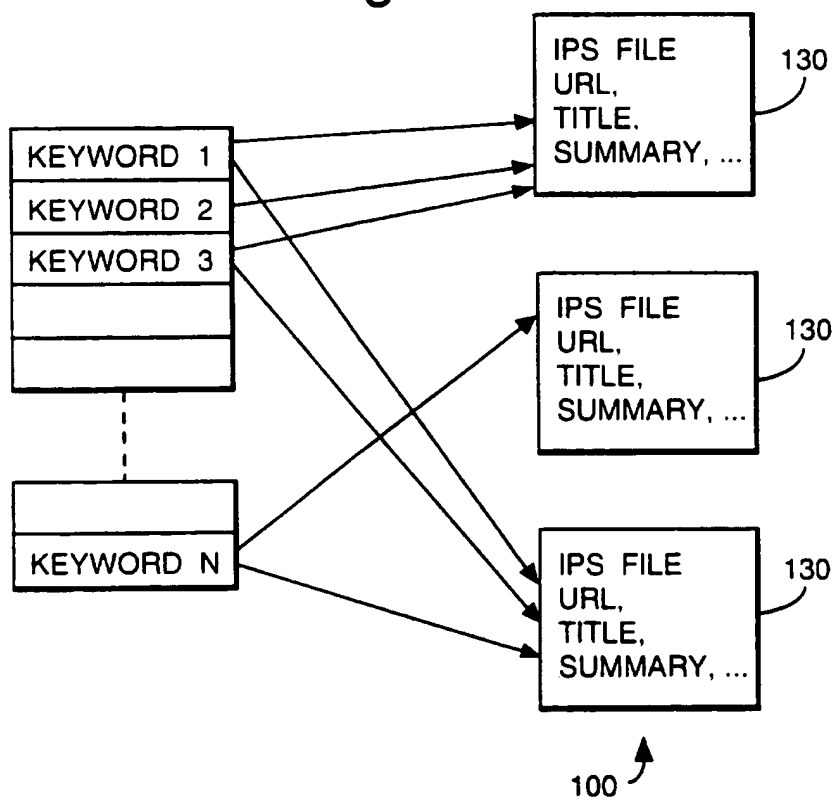 IPS FILE
URL,
TITLE,
SUMMARY, ...
130
KEYWORD 1
KEYWORD 2
KEYWORD 3
IPS FILE
URL,
TITLE,
SUMMARY, ...
130
KEYWORD N
IPS FILE
URL,
TITLE,
SUMMARY, ...
130
100